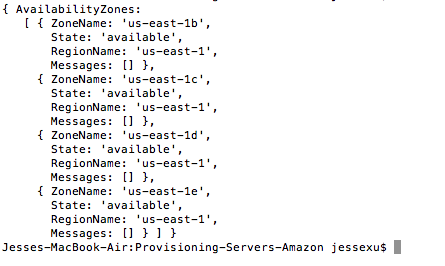 { AvailabilityZones:
   [ { ZoneName: 'us-east-1b',
       State: 'available',
       RegionName: 'us-east-1',
       Messages: [] },
     { ZoneName: 'us-east-1c',
       State: 'available',
       RegionName: 'us-east-1',
       Messages: [] },
     { ZoneName: 'us-east-1d',
       State: 'available',
       RegionName: 'us-east-1',
       Messages: [] },
     { ZoneName: 'us-east-1e',
       State: 'available',
       RegionName: 'us-east-1',
       Messages: [] } ] }
Jesses-MacBook-Air:Provisioning-Servers-Amazon jessexu$